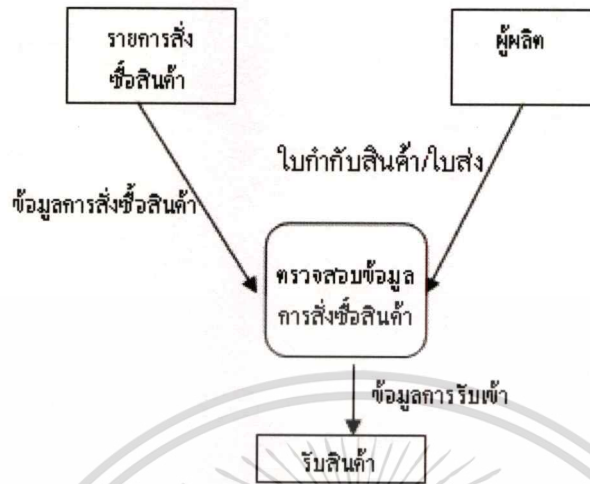 รายการสั่ง
ซื้อสินค้า
ผู้ผลิต
ใบกำกับสินค้า/ใบส่ง
ข้อมูลการสั่งซื้อสินค้า
ตรวจสอบข้อมูล
การสั่งซื้อสินค้า
ข้อมูลการรับเข้า
รับสินค้า